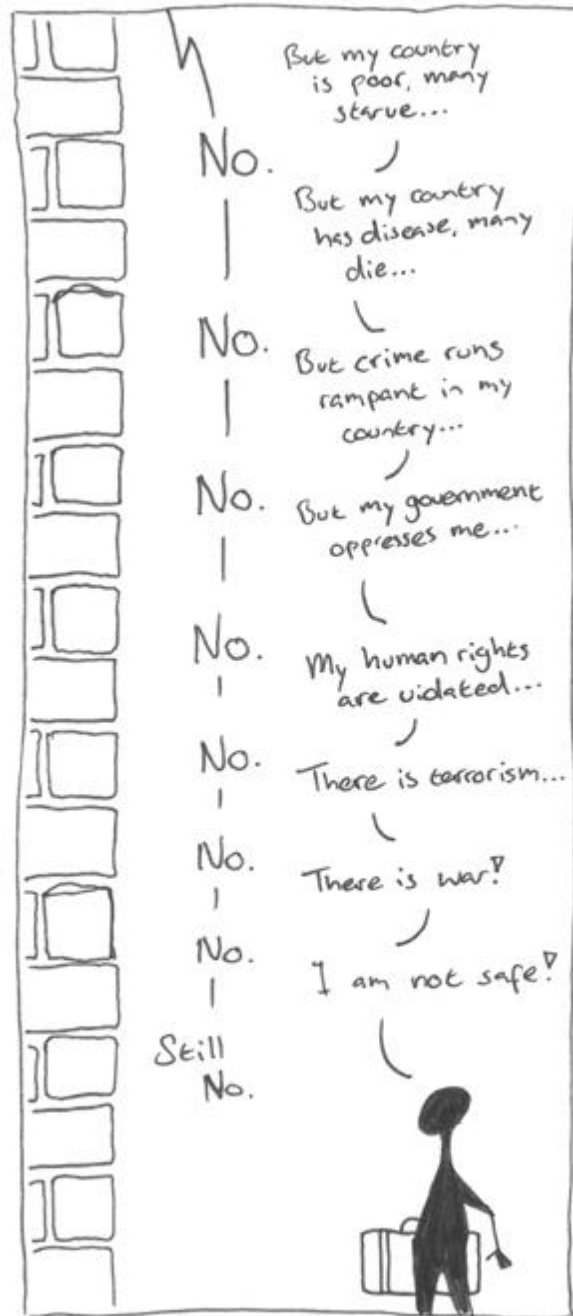 But my country
is poor, many
starve...
No.
But my country
has disease, many
die...
No.
But crime runs
rampant in my
country...
No.
But my government
oppresses me...
No.
My human rights
are violated...
No.
There is terrorism...
No.
There is war!
No.
I am not safe!
Still
No.